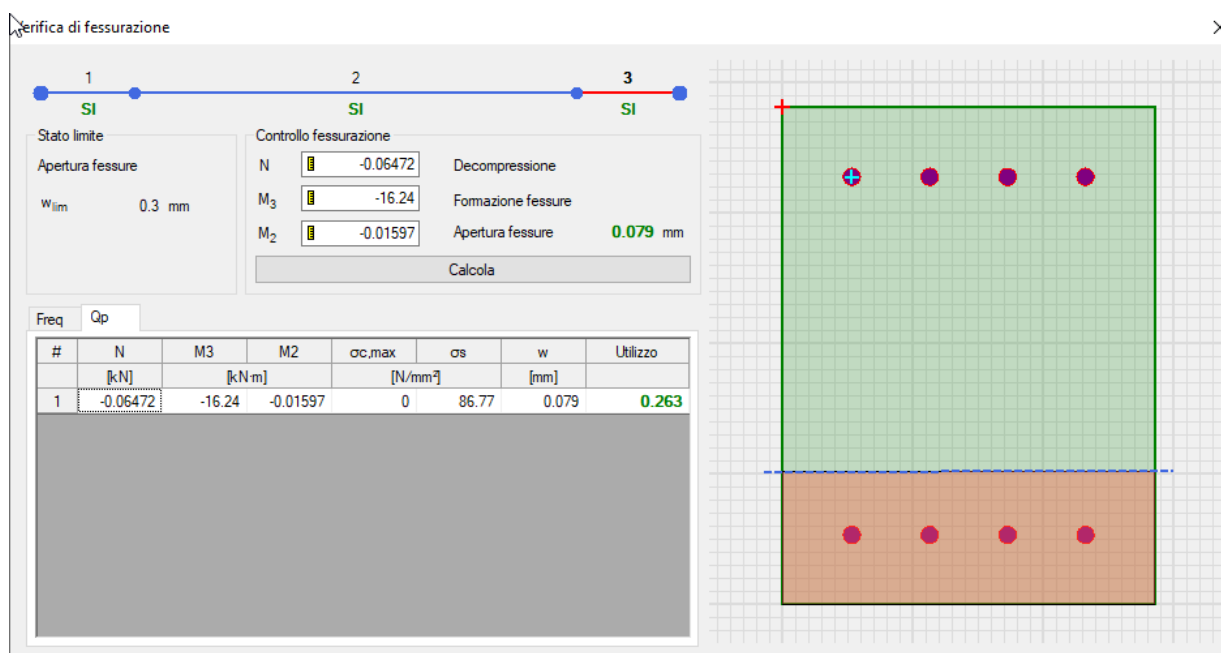 Verifica di fessurazione
1 2 3
SI SI SI
Stato limite
Apertura fessure
wlim 0.3 mm
Controllo fessurazione
N -0.06472 Decompressione
M3 -16.24 Formazione fessure
M2 -0.01597 Apertura fessure 0.079 mm
Calcola
Freq Qp
# N M3 M2 σc,max σs w Utilizzo
[kN] [kN·m] [N/mm²] [mm]
1 -0.06472 -16.24 -0.01597 0 86.77 0.079 0.263